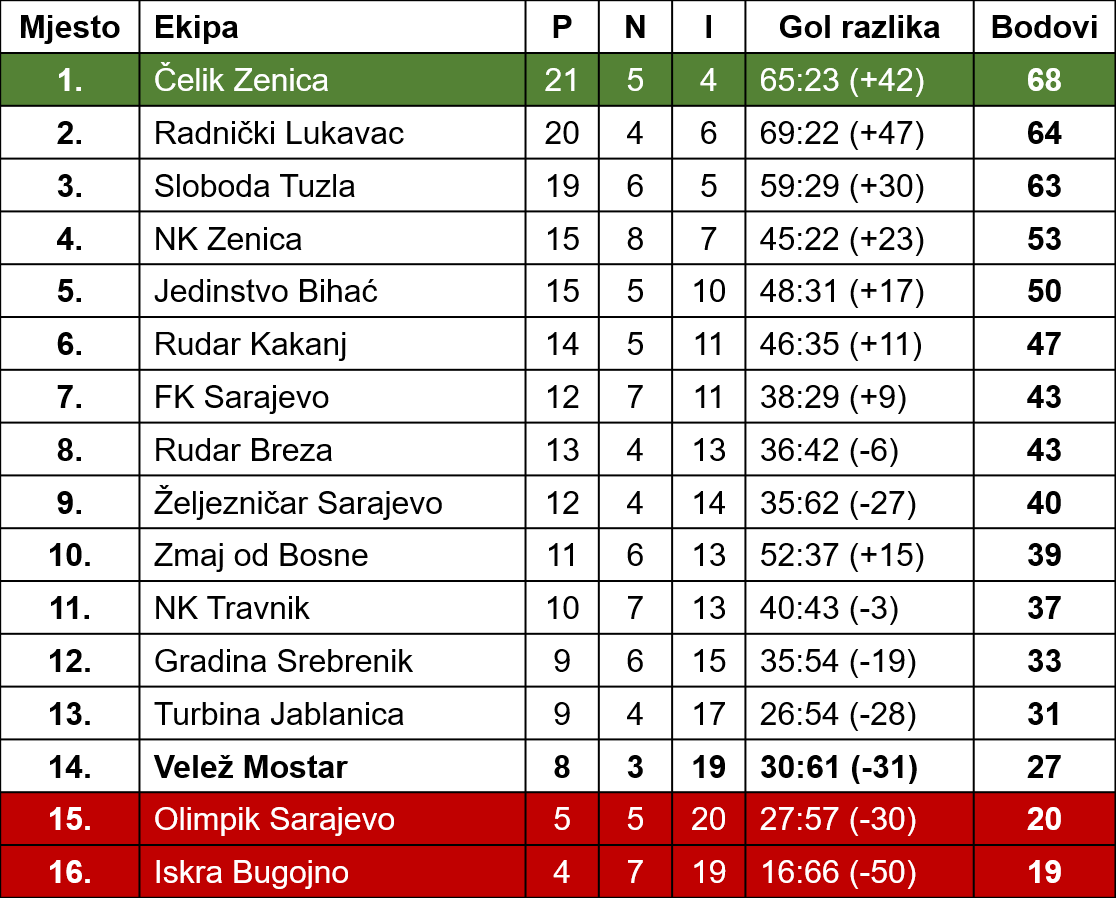 Mjesto Ekipa P N I Gol razlika Bodovi
1. Čelik Zenica 21 5 4 65:23 (+42) 68
2. Radnički Lukavac 20 4 6 69:22 (+47) 64
3. Sloboda Tuzla 19 6 5 59:29 (+30) 63
4. NK Zenica 15 8 7 45:22 (+23) 53
5. Jedinstvo Bihać 15 5 10 48:31 (+17) 50
6. Rudar Kakanj 14 5 11 46:35 (+11) 47
7. FK Sarajevo 12 7 11 38:29 (+9) 43
8. Rudar Breza 13 4 13 36:42 (-6) 43
9. Željezničar Sarajevo 12 4 14 35:62 (-27) 40
10. Zmaj od Bosne 11 6 13 52:37 (+15) 39
11. NK Travnik 10 7 13 40:43 (-3) 37
12. Gradina Srebrenik 9 6 15 35:54 (-19) 33
13. Turbina Jablanica 9 4 17 26:54 (-28) 31
14. Velež Mostar 8 3 19 30:61 (-31) 27
15. Olimpik Sarajevo 5 5 20 27:57 (-30) 20
16. Iskra Bugojno 4 7 19 16:66 (-50) 19